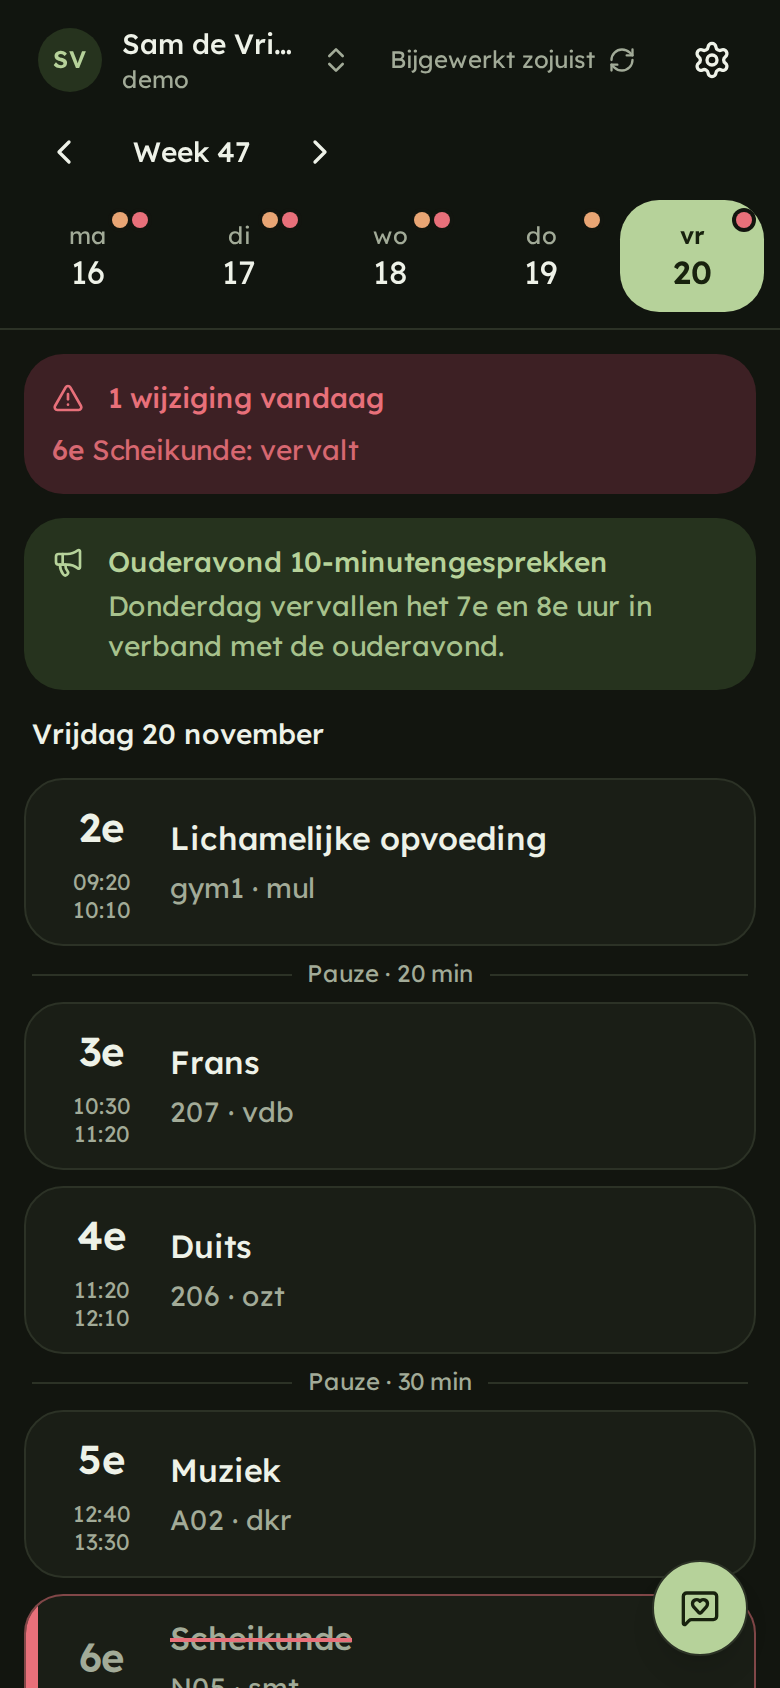 SV
Sam de Vri...
demo
Bijgewerkt zojuist
Week 47
ma
16
di
17
wo
18
do
19
vr
20
1 wijziging vandaag
6e Scheikunde: vervalt
Ouderavond 10-minutengesprekken
Donderdag vervallen het 7e en 8e uur in
verband met de ouderavond.
Vrijdag 20 november
2e
09:20
10:10
Lichamelijke opvoeding
gym1 · mul
Pauze · 20 min
3e
10:30
11:20
Frans
207 · vdb
4e
11:20
12:10
Duits
206 · ozt
Pauze · 30 min
5e
12:40
13:30
Muziek
A02 · dkr
6e
Scheikunde
N05 · smt